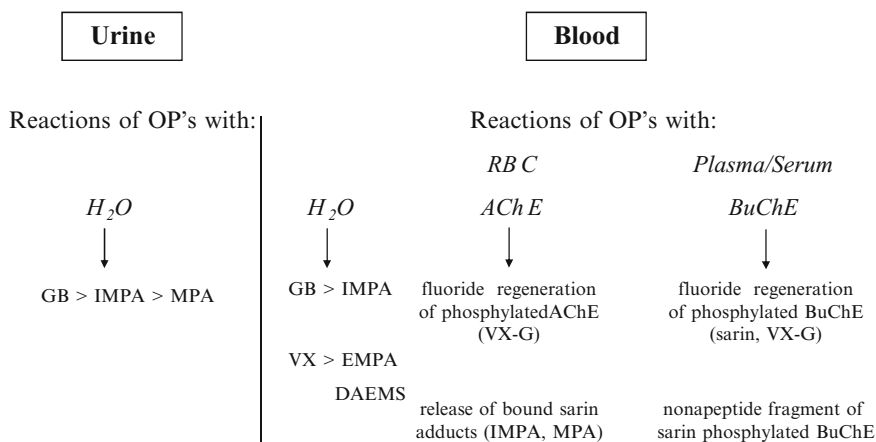 Urine
Blood
Reactions of OP's with:
Reactions of OP's with:
RBC
Plasma/Serum
H2O
H2O
AChE
BuChE
GB > IMPA > MPA
GB > IMPA
VX > EMPA
DAEMS
fluoride regeneration
of phosphylatedAChE
(VX-G)
release of bound sarin
adducts (IMPA, MPA)
fluoride regeneration
of phosphylated BuChE
(sarin, VX-G)
nonapeptide fragment of
sarin phosphylated BuChE